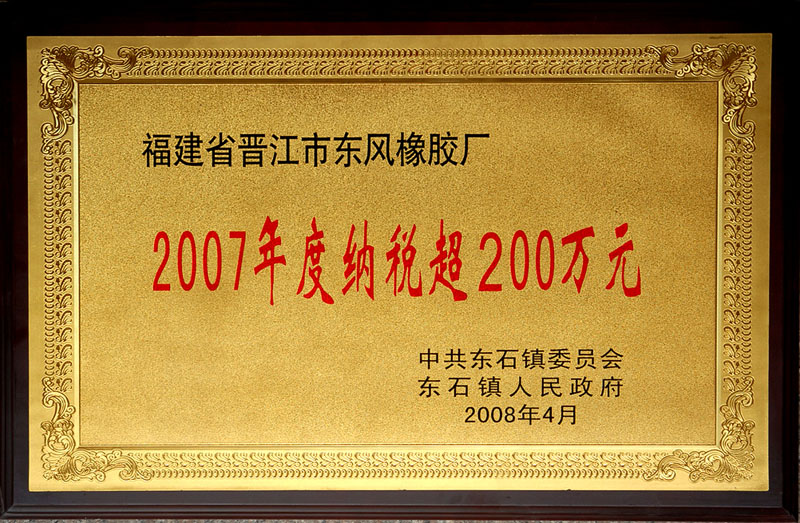 福建省晋江市东风橡胶厂
2007年度纳税超200万元
中共东石镇委员会
东石镇人民政府
2008年4月